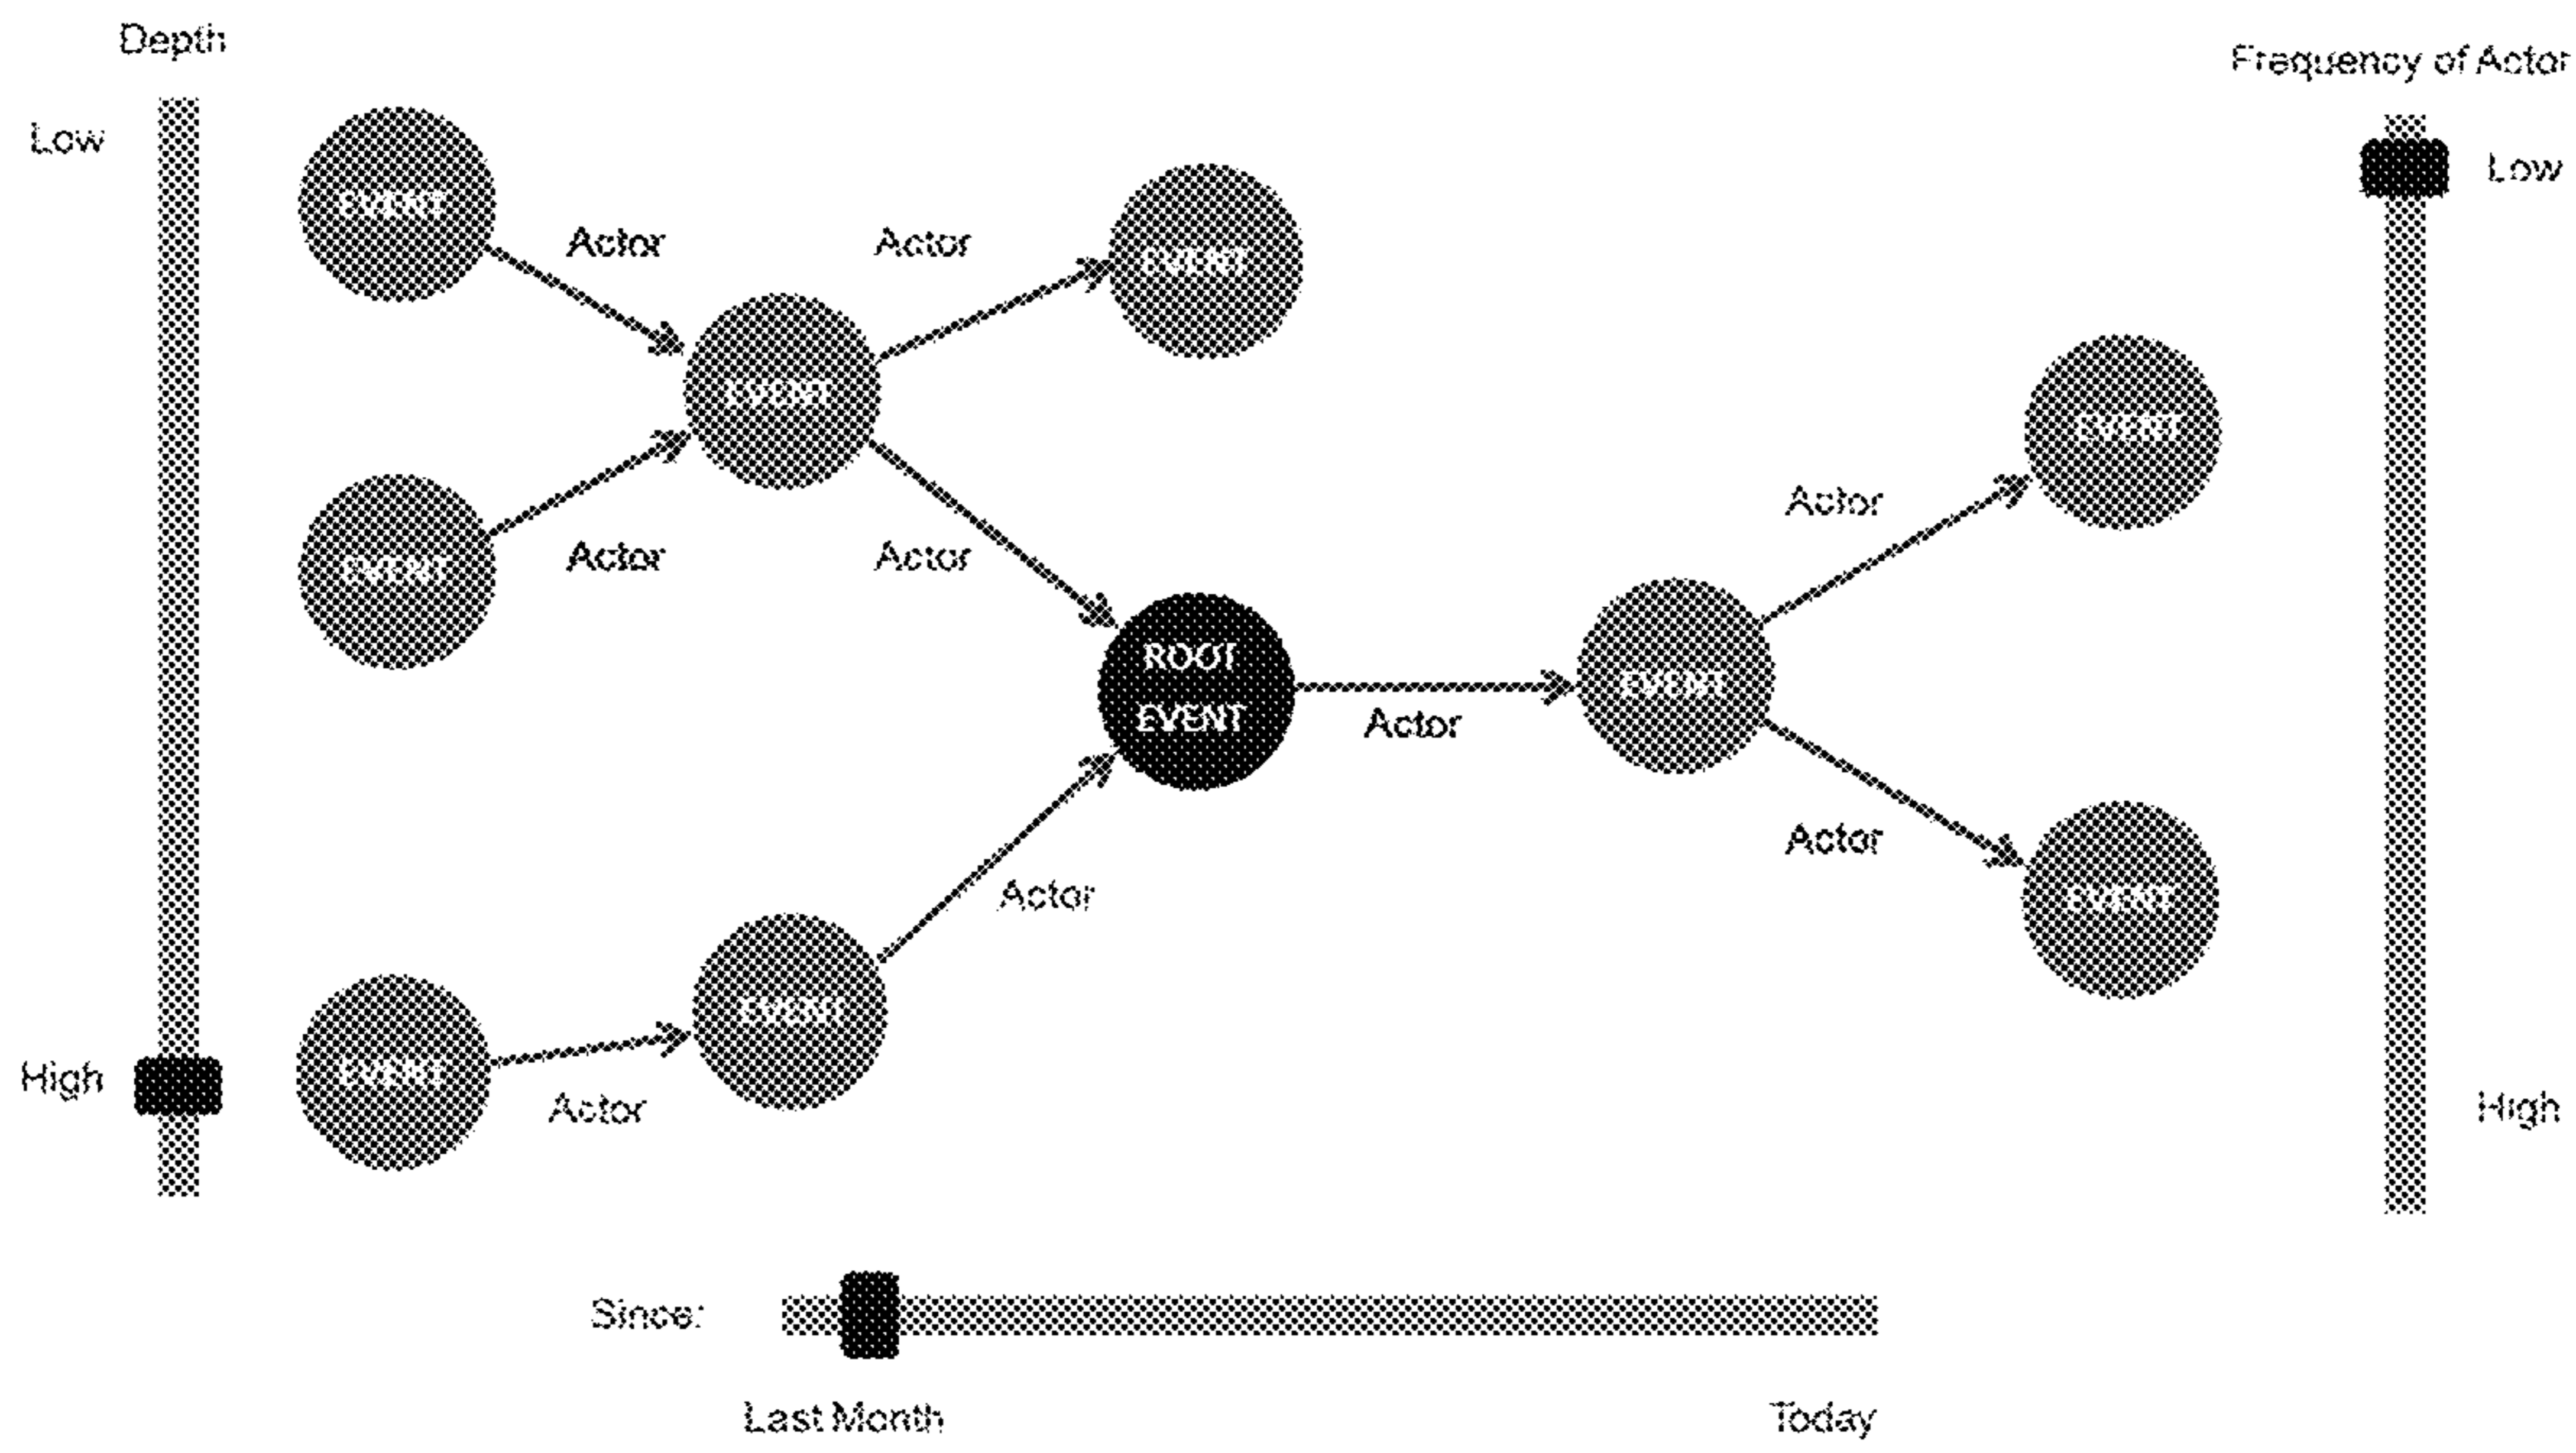 Depth
Frequency of Actor
Low
Low
EVENT
Actor
Actor
EVENT
EVENT
EVENT
Actor
EVENT
Actor
Actor
ROOT
EVENT
EVENT
Actor
Actor
Actor
EVENT
EVENT
EVENT
High
Actor
High
Since:
Last Month
Today